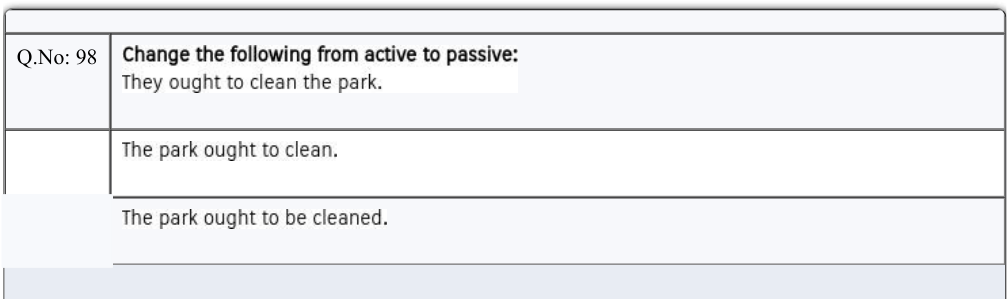 Q.No: 98
Change the following from active to passive:
They ought to clean the park.
The park ought to clean.
The park ought to be cleaned.